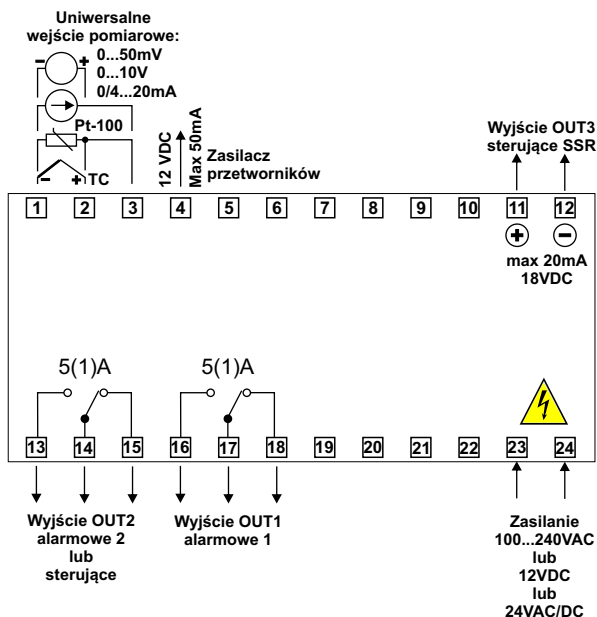 Uniwersalne
wejście pomiarowe:
- + 0...50mV
0...10V
0/4...20mA
Pt-100
- + TC
12 VDC
Max 50mA
Zasilacz
przetworników
Wyjście OUT3
sterujące SSR
1 2 3 4 5 6 7 8 9 10 11 12
+ -
max 20mA
18VDC
5(1)A 5(1)A
13 14 15 16 17 18 19 20 21 22 23 24
Wyjście OUT2
alarmowe 2
lub
sterujące
Wyjście OUT1
alarmowe 1
Zasilanie
100...240VAC
lub
12VDC
lub
24VAC/DC